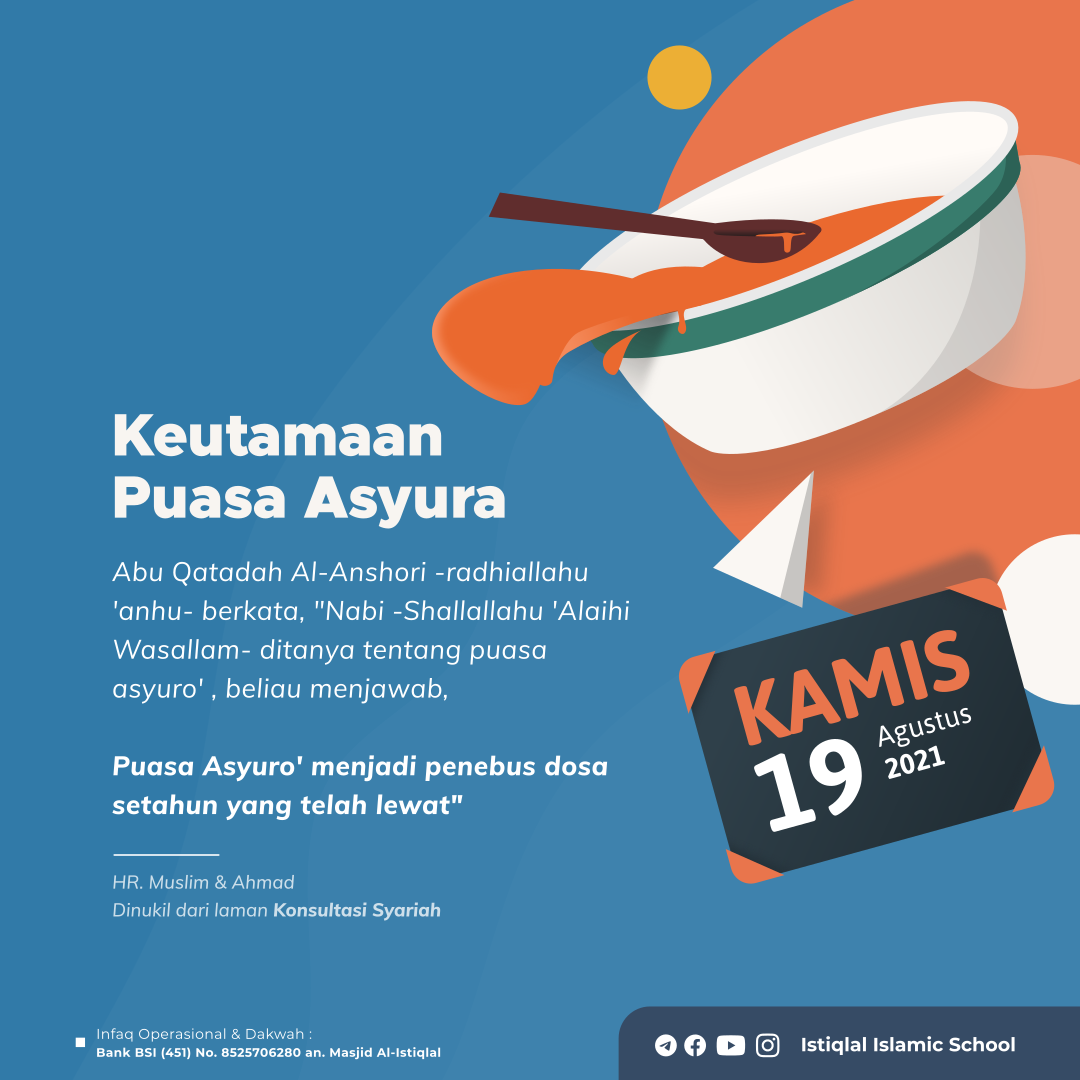 Keutamaan
Puasa Asyura
Abu Qatadah Al-Anshori -radhiallahu
'anhu- berkata, "Nabi -Shallallahu 'Alaihi
Wasallam- ditanya tentang puasa
asyuro' , beliau menjawab,
Puasa Asyuro' menjadi penebus dosa
setahun yang telah lewat"
HR. Muslim & Ahmad
Dinukil dari laman Konsultasi Syariah
KAMIS
19
Agustus
2021
Infaq Operasional & Dakwah :
Bank BSI (451) No. 8525706280 an. Masjid Al-Istiqlal
Istiqlal Islamic School